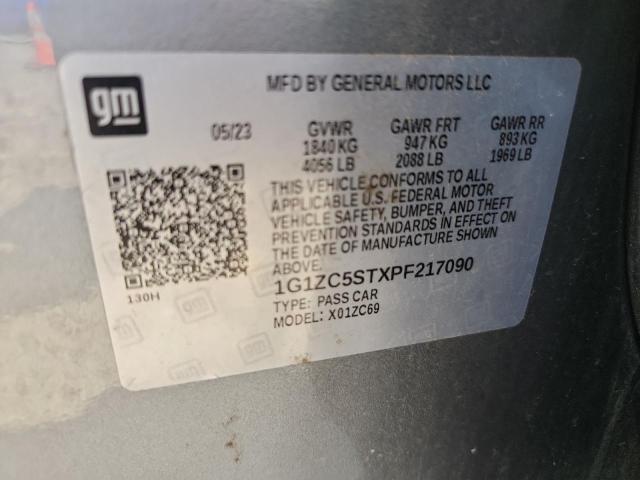 gm
MFD BY GENERAL MOTORS LLC
05/23 GVWR GAWR FRT GAWR RR
1840 KG 947 KG 893 KG
4056 LB 2088 LB 1969 LB
THIS VEHICLE CONFORMS TO ALL
APPLICABLE U.S. FEDERAL MOTOR
VEHICLE SAFETY, BUMPER, AND THEFT
PREVENTION STANDARDS IN EFFECT ON
THE DATE OF MANUFACTURE SHOWN
ABOVE.
130H
1G1ZC5STXPF217090
TYPE: PASS CAR
MODEL: X01ZC69